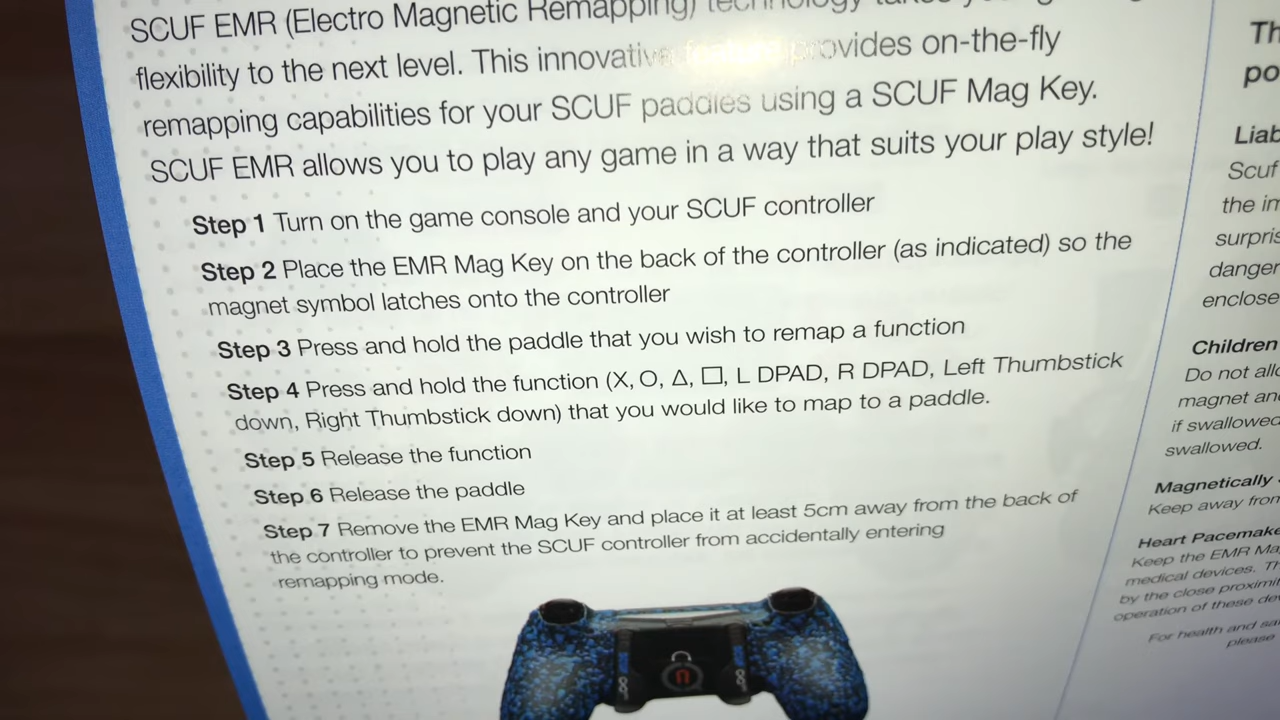 SCUF EMR (Electro Magnetic Remapping) technology
flexibility to the next level. This innovative feature provides on-the-fly
remapping capabilities for your SCUF paddles using a SCUF Mag Key.
SCUF EMR allows you to play any game in a way that suits your play style!
Step 1 Turn on the game console and your SCUF controller
Step 2 Place the EMR Mag Key on the back of the controller (as indicated) so the
magnet symbol latches onto the controller
Step 3 Press and hold the paddle that you wish to remap a function
Step 4 Press and hold the function (X, O, Δ, □, L DPAD, R DPAD, Left Thumbstick
down, Right Thumbstick down) that you would like to map to a paddle.
Step 5 Release the function
Step 6 Release the paddle
Step 7 Remove the EMR Mag Key and place it at least 5cm away from the back of
the controller to prevent the SCUF controller from accidentally entering
remapping mode.
Th
po
Liab
Scuf
the im
surpris
danger
enclose
Children
Do not allo
magnet and
if swallowed
swallowed.
Magnetically
Keep away from
Heart Pacemake
Keep the EMR Ma
medical devices. Th
by the close proximit
operation of these dev
For health and sa
please